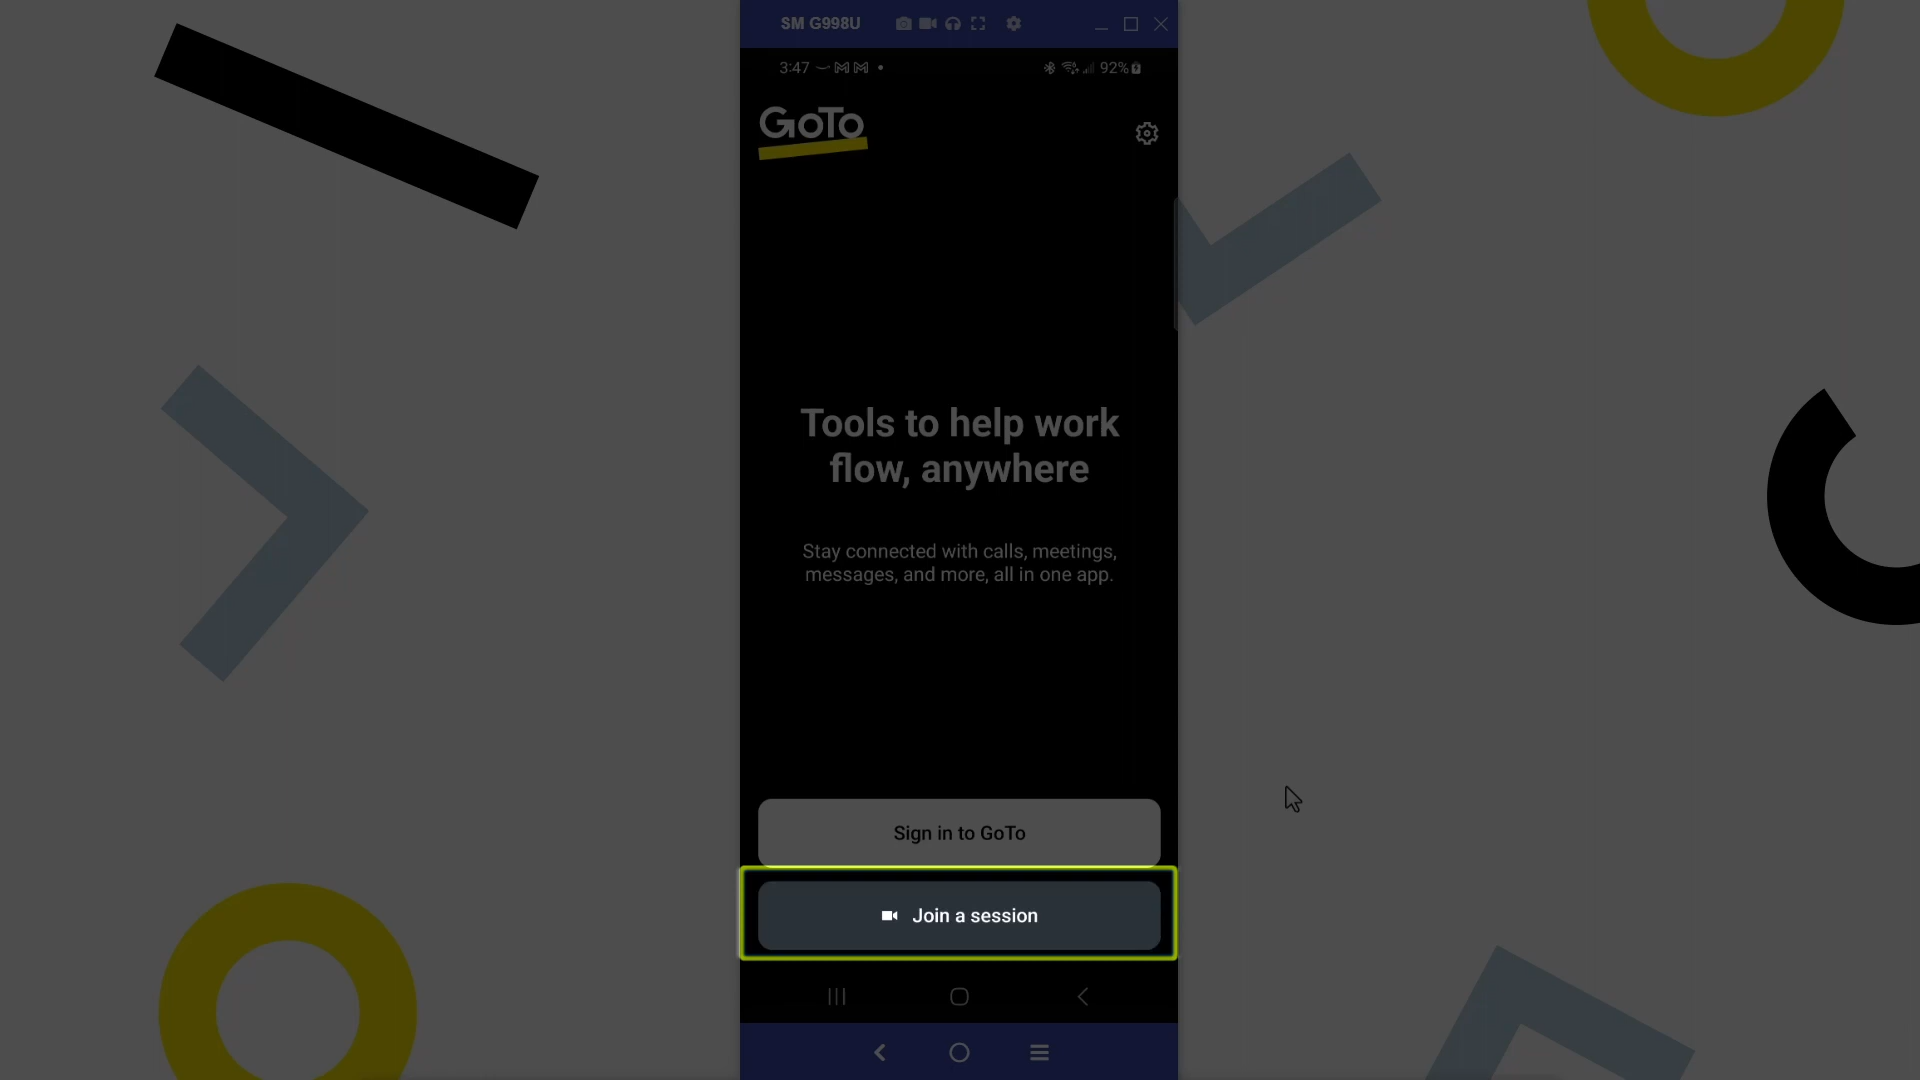 SM G998U
3:47
92%
GoTo
Tools to help work
flow, anywhere
Stay connected with calls, meetings,
messages, and more, all in one app.
Sign in to GoTo
Join a session